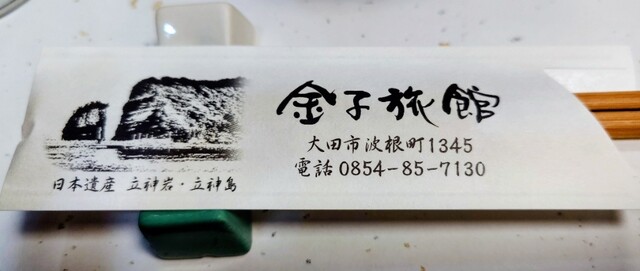 金子旅館
大田市波根町1345
電話 0854-85-7130
日本遺産 立神岩・立神島